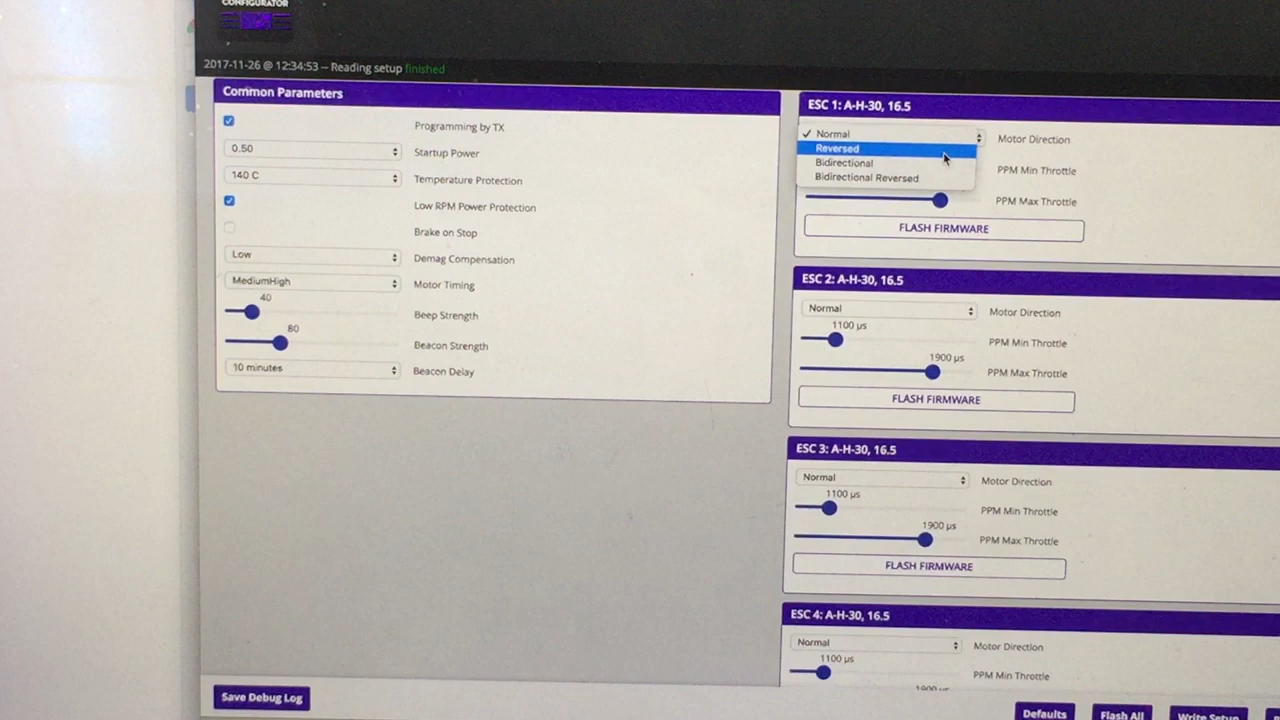 CONFIGURATOR
2017-11-26 @ 12:34:53 -- Reading setup finished
Common Parameters
Programming by TX
0.50 Startup Power
140 C Temperature Protection
Low RPM Power Protection
Brake on Stop
Low Demag Compensation
MediumHigh Motor Timing
40
Beep Strength
80
Beacon Strength
10 minutes Beacon Delay
Save Debug Log
ESC 1: A-H-30, 16.5
✓ Normal Motor Direction
Reversed
Bidirectional PPM Min Throttle
Bidirectional Reversed
PPM Max Throttle
FLASH FIRMWARE
ESC 2: A-H-30, 16.5
Normal Motor Direction
1100 µs
PPM Min Throttle
1900 µs
PPM Max Throttle
FLASH FIRMWARE
ESC 3: A-H-30, 16.5
Normal Motor Direction
1100 µs
PPM Min Throttle
1900 µs
PPM Max Throttle
FLASH FIRMWARE
ESC 4: A-H-30, 16.5
Normal Motor Direction
1100 µs
PPM Min Throttle
1900 µs
Defaults Flash All Write Setup